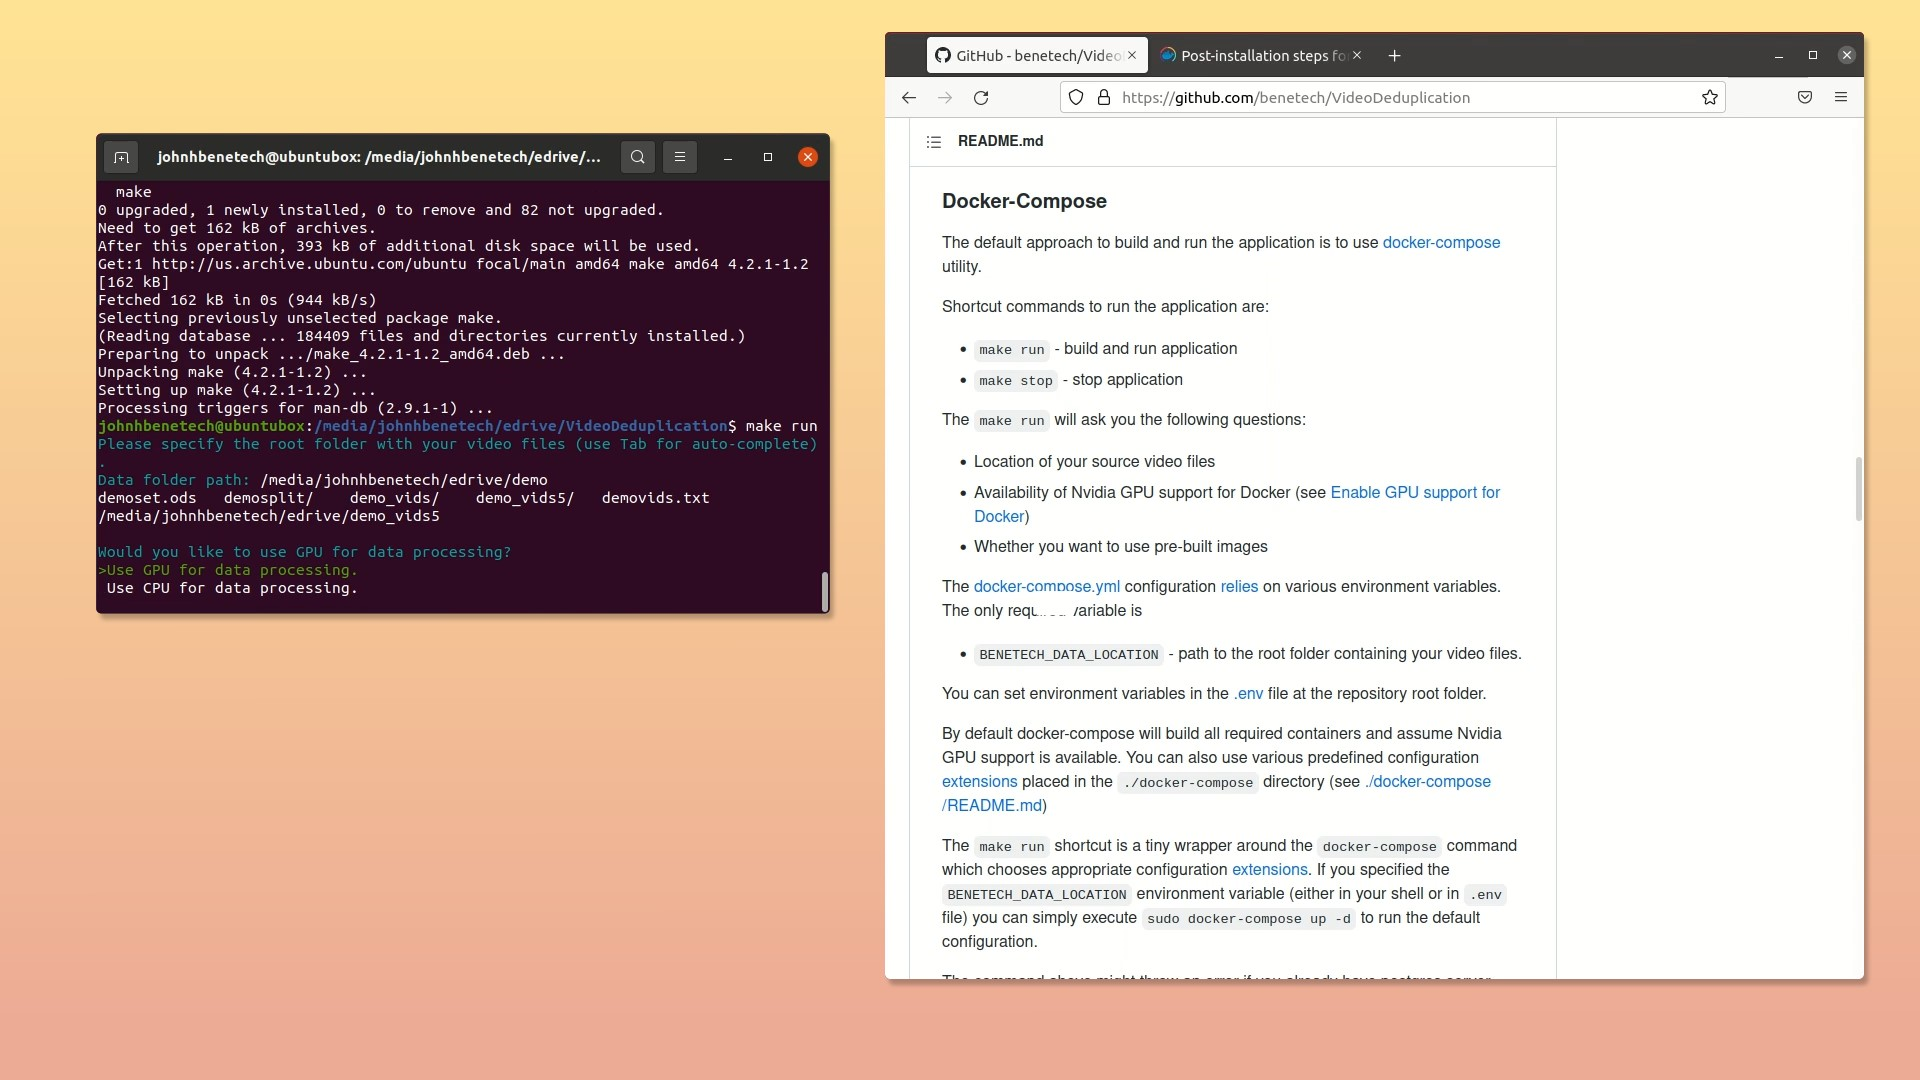 johnhbenetech@ubuntubox: /media/johnhbenetech/edrive/...
make
0 upgraded, 1 newly installed, 0 to remove and 82 not upgraded.
Need to get 162 kB of archives.
After this operation, 393 kB of additional disk space will be used.
Get:1 http://us.archive.ubuntu.com/ubuntu focal/main amd64 make amd64 4.2.1-1.2
[162 kB]
Fetched 162 kB in 0s (944 kB/s)
Selecting previously unselected package make.
(Reading database ... 184409 files and directories currently installed.)
Preparing to unpack .../make_4.2.1-1.2_amd64.deb ...
Unpacking make (4.2.1-1.2) ...
Setting up make (4.2.1-1.2) ...
Processing triggers for man-db (2.9.1-1) ...
johnhbenetech@ubuntubox:/media/johnhbenetech/edrive/VideoDeduplication$ make run
Please specify the root folder with your video files (use Tab for auto-complete)
.
Data folder path: /media/johnhbenetech/edrive/demo
demoset.ods demosplit/ demo_vids/ demo_vids5/ demovids.txt
/media/johnhbenetech/edrive/demo_vids5
Would you like to use GPU for data processing?
>Use GPU for data processing.
Use CPU for data processing.
GitHub - benetech/Video
Post-installation steps fo
https://github.com/benetech/VideoDeduplication
README.md
Docker-Compose
The default approach to build and run the application is to use docker-compose
utility.
Shortcut commands to run the application are:
• make run - build and run application
• make stop - stop application
The make run will ask you the following questions:
• Location of your source video files
• Availability of Nvidia GPU support for Docker (see Enable GPU support for
Docker)
• Whether you want to use pre-built images
The docker-compose.yml configuration relies on various environment variables.
The only variable is
• BENETECH_DATA_LOCATION - path to the root folder containing your video files.
You can set environment variables in the .env file at the repository root folder.
By default docker-compose will build all required containers and assume Nvidia
GPU support is available. You can also use various predefined configuration
extensions placed in the ./docker-compose directory (see ./docker-compose
/README.md)
The make run shortcut is a tiny wrapper around the docker-compose command
which chooses appropriate configuration extensions. If you specified the
BENETECH_DATA_LOCATION environment variable (either in your shell or in .env
file) you can simply execute sudo docker-compose up -d to run the default
configuration.
The command above might throw an error if you already have postgres server